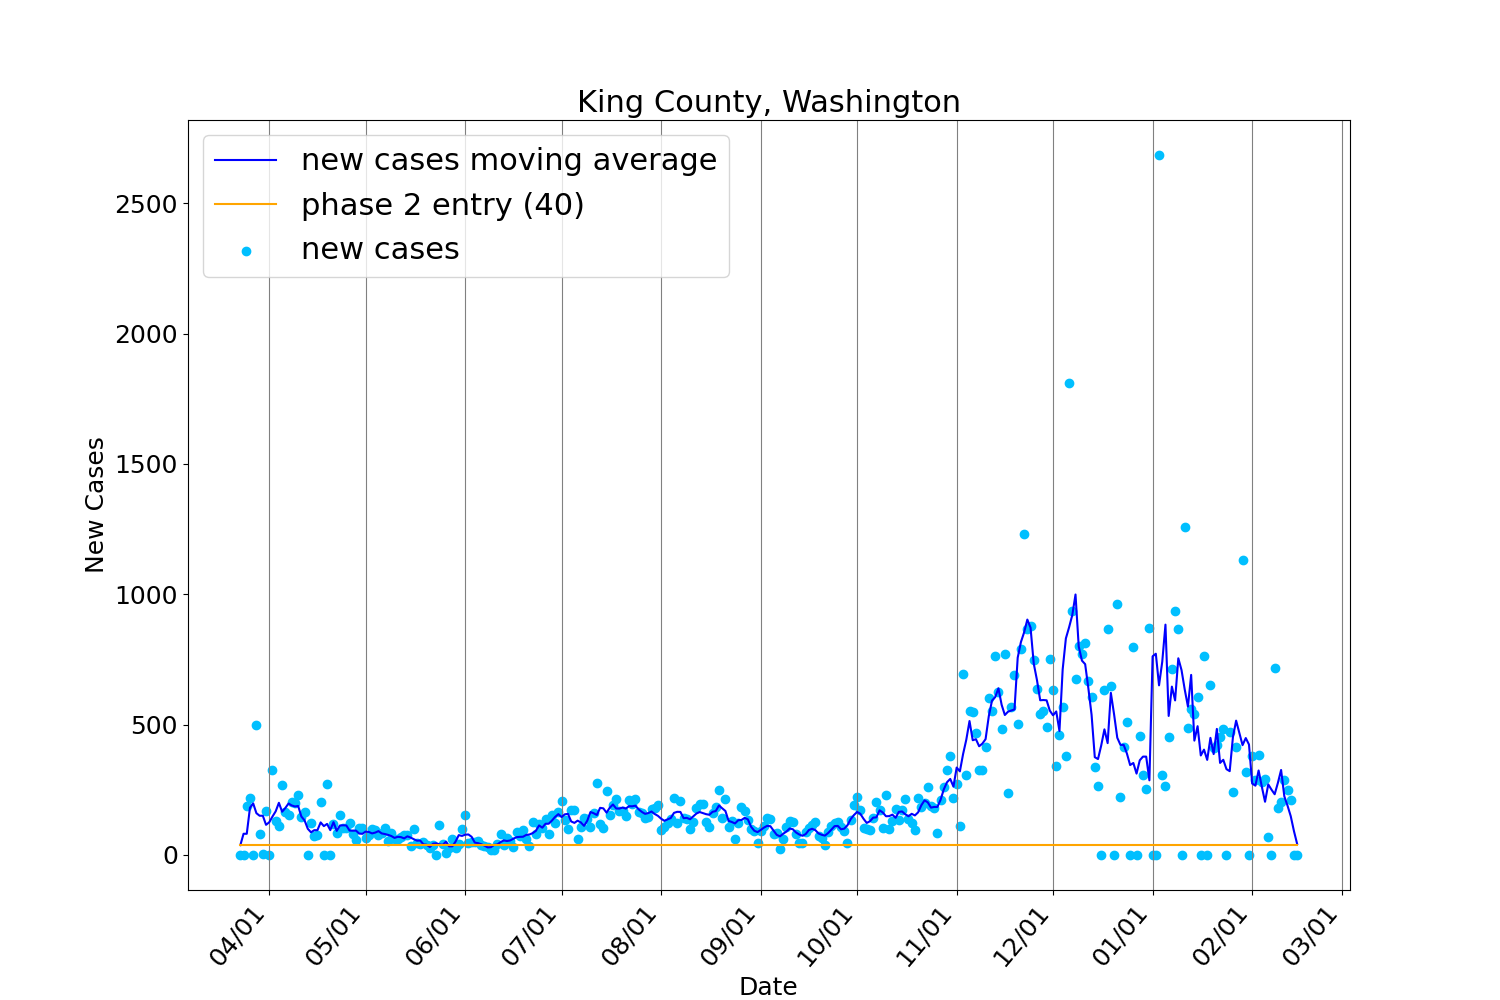 King County, Washington
new cases moving average
phase 2 entry (40)
new cases
2500
2000
1500
1000
500
0
New Cases
04/01 05/01 06/01 07/01 08/01 09/01 10/01 11/01 12/01 01/01 02/01 03/01
Date